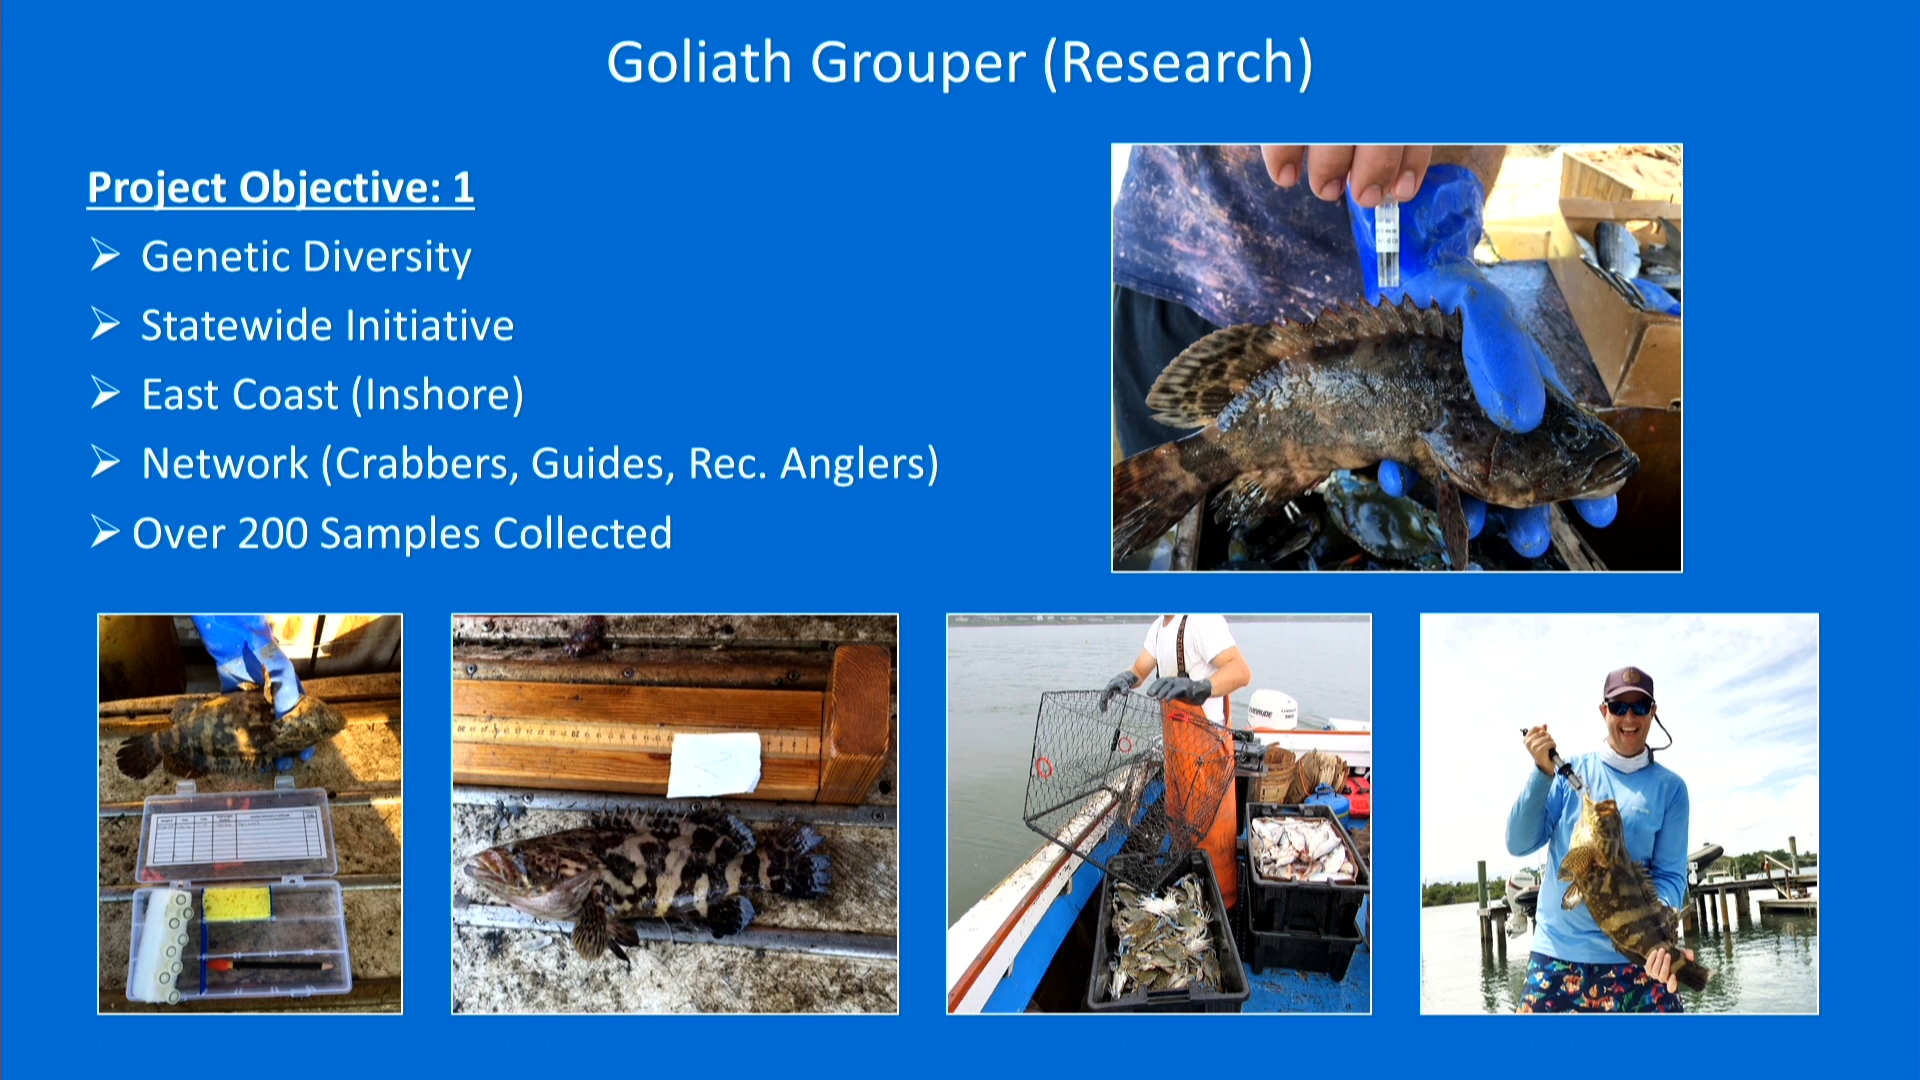 Goliath Grouper (Research)
Project Objective: 1
➢ Genetic Diversity
➢ Statewide Initiative
➢ East Coast (Inshore)
➢ Network (Crabbers, Guides, Rec. Anglers)
➢ Over 200 Samples Collected
EVINRUDE